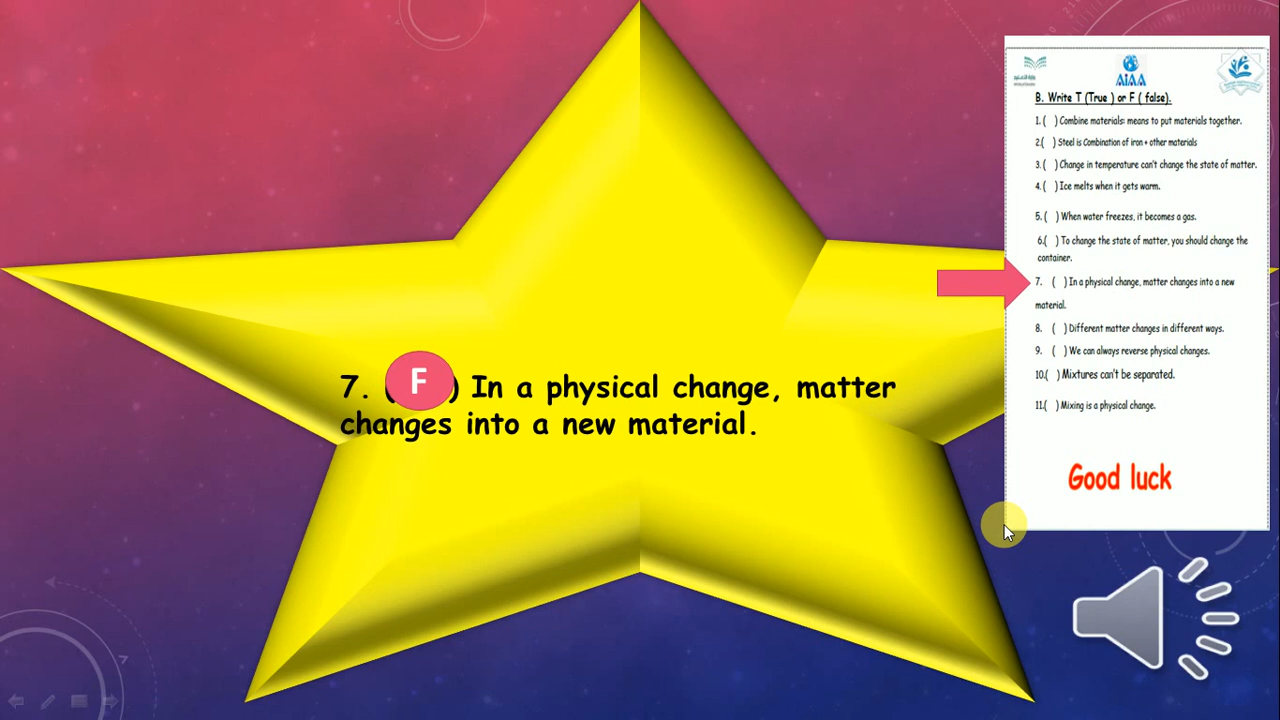 7. ( F ) In a physical change, matter
changes into a new material.
AIAA
B. Write T (True ) or F ( false).
1. ( ) Combine materials: means to put materials together.
2.( ) Steel is Combination of iron + other materials
3. ( ) Change in temperature can't change the state of matter.
4. ( ) Ice melts when it gets warm.
5. ( ) When water freezes, it becomes a gas.
6.( ) To change the state of matter, you should change the
container.
7. ( ) In a physical change, matter changes into a new
material.
8. ( ) Different matter changes in different ways.
9. ( ) We can always reverse physical changes.
10.( ) Mixtures can't be separated.
11.( ) Mixing is a physical change.
Good luck